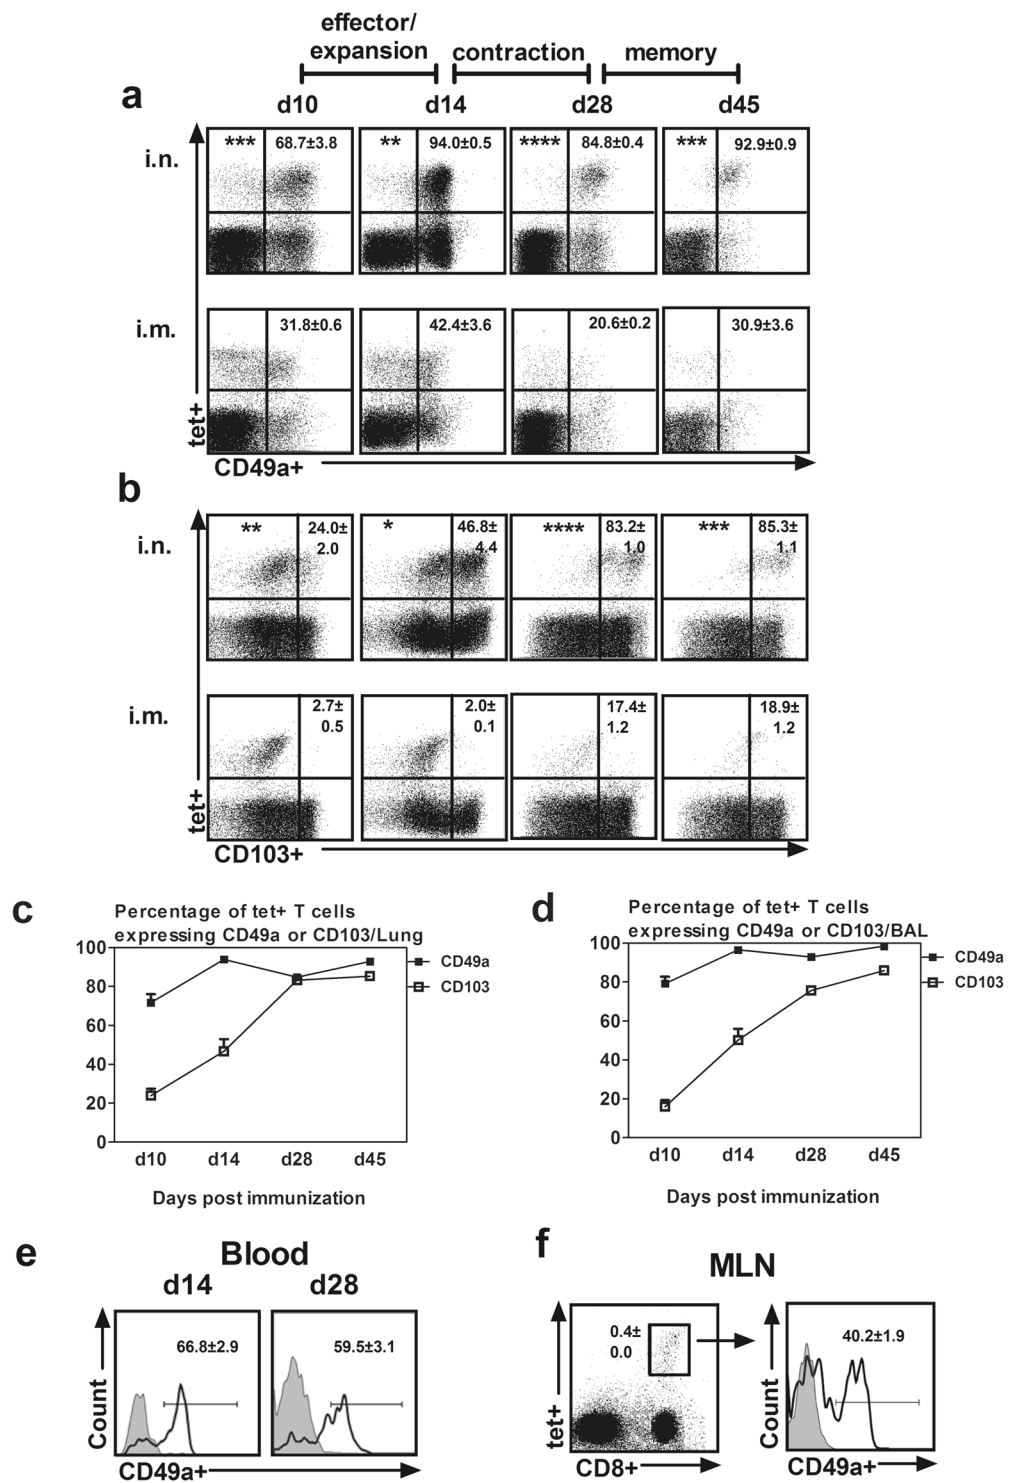 effector/
expansion
contraction
memory
a
d10
d14
d28
d45
i.n.
***
68.7±3.8
**
94.0±0.5
****
84.8±0.4
***
92.9±0.9
i.m.
31.8±0.6
42.4±3.6
20.6±0.2
30.9±3.6
tet+
CD49a+
b
i.n.
**
24.0±
2.0
*
46.8±
4.4
****
83.2±
1.0
***
85.3±
1.1
i.m.
2.7±
0.5
2.0±
0.1
17.4±
1.2
18.9±
1.2
tet+
CD103+
c
Percentage of tet+ T cells
expressing CD49a or CD103/Lung
100
80
60
40
20
0
CD49a
CD103
d10
d14
d28
d45
Days post immunization
d
Percentage of tet+ T cells
expressing CD49a or CD103/BAL
100
80
60
40
20
0
CD49a
CD103
d10
d14
d28
d45
Days post immunization
e
Blood
d14
d28
Count
66.8±2.9
59.5±3.1
CD49a+
f
MLN
tet+
0.4±
0.0
CD8+
Count
40.2±1.9
CD49a+